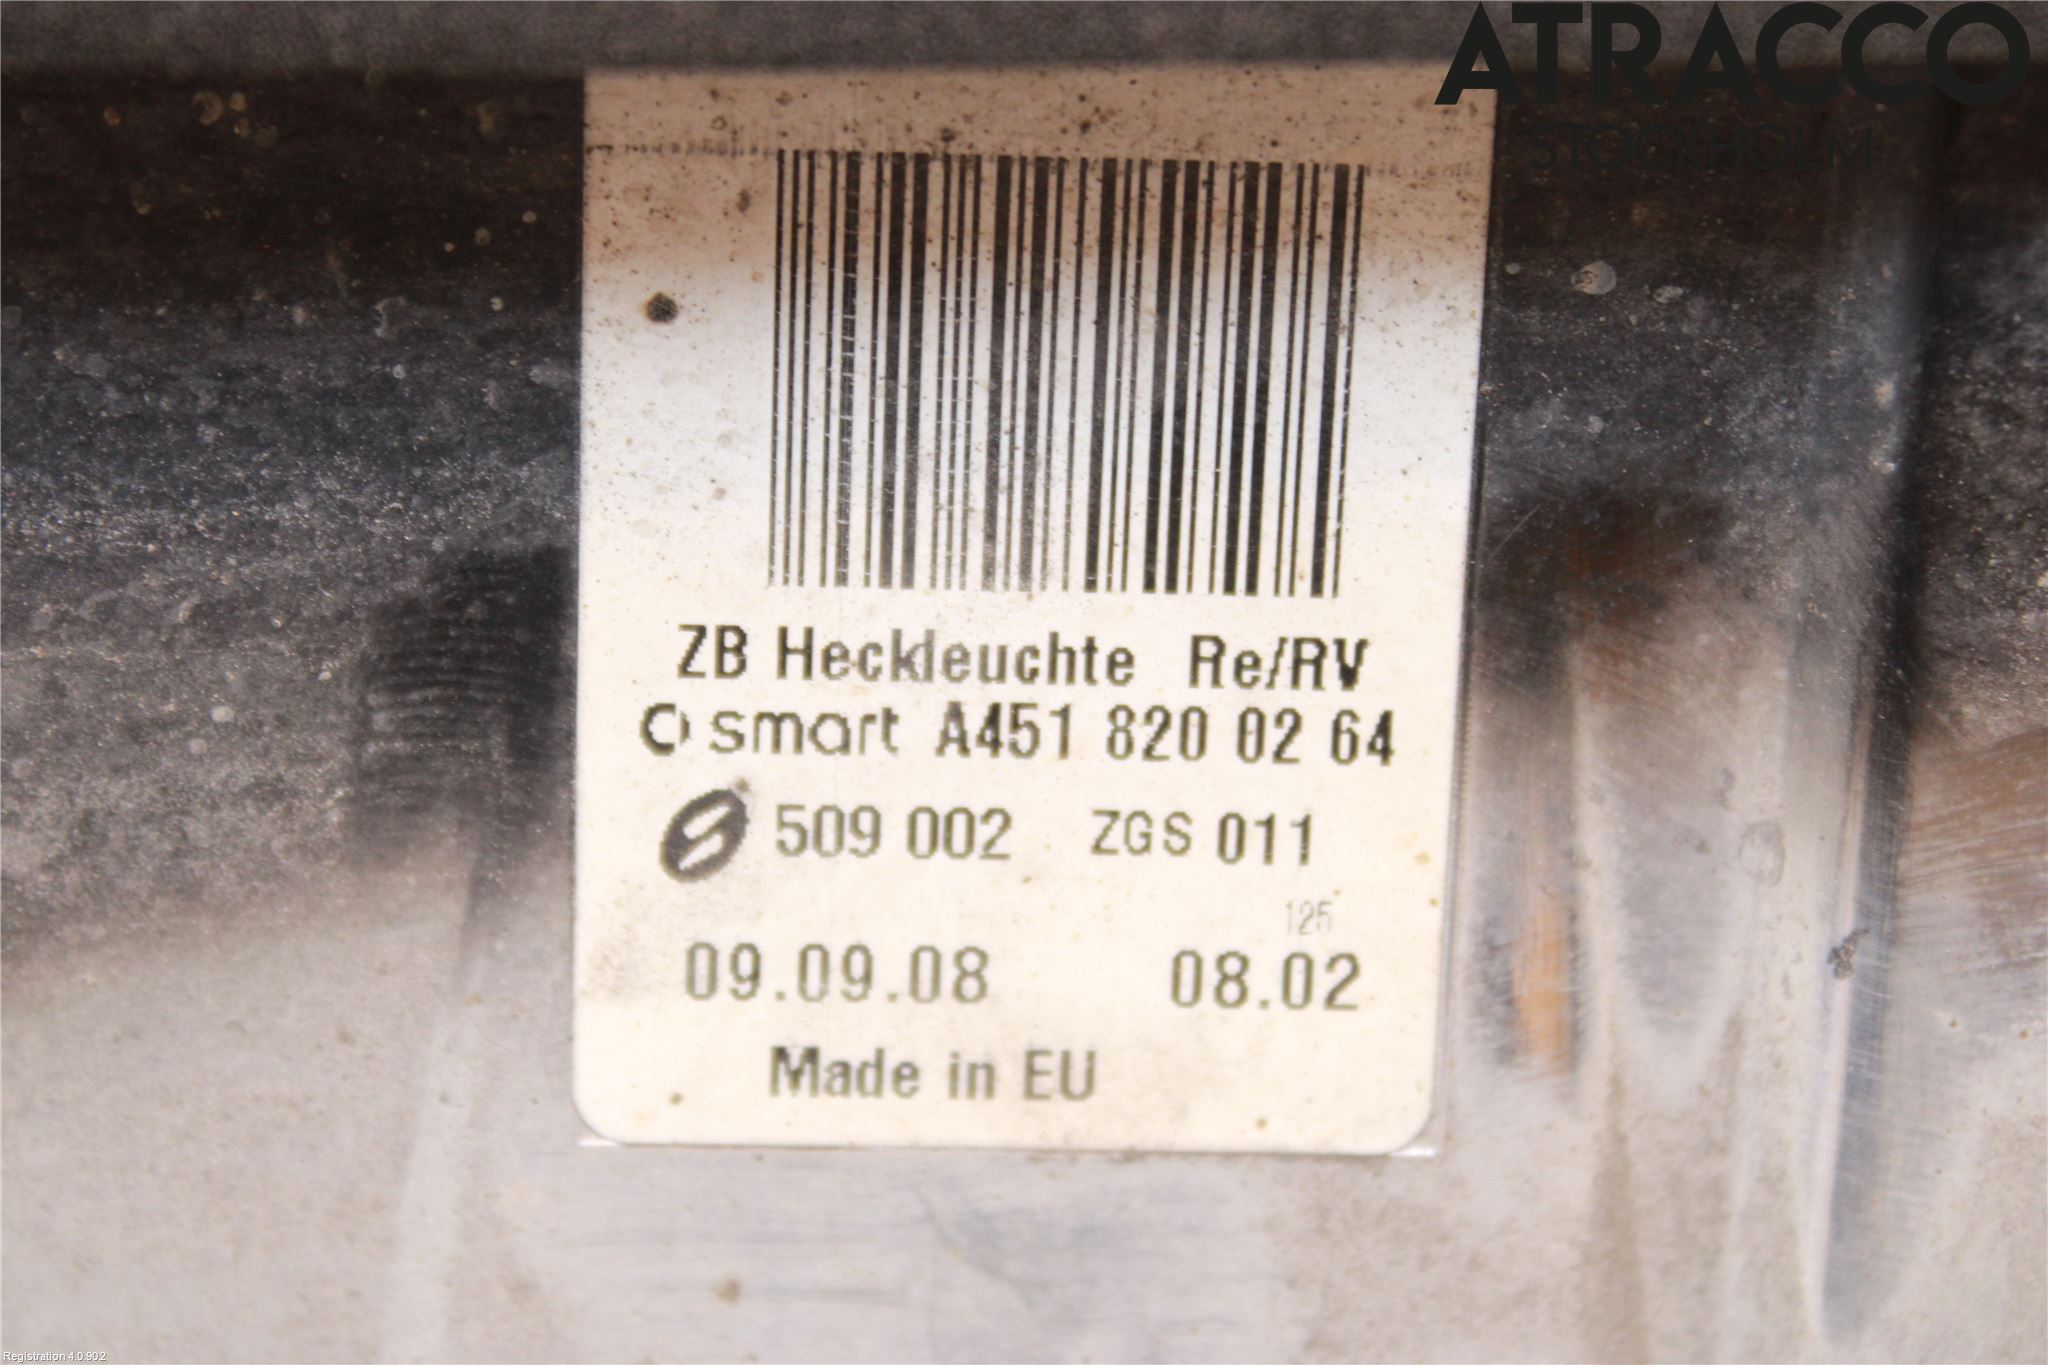 ATRACCO
STOCKHOLM
ZB Heckleuchte Re/RV
smart A451 820 02 64
509 002 ZGS 011
125
09.09.08 08.02
Made in EU
Registration 4.0.902